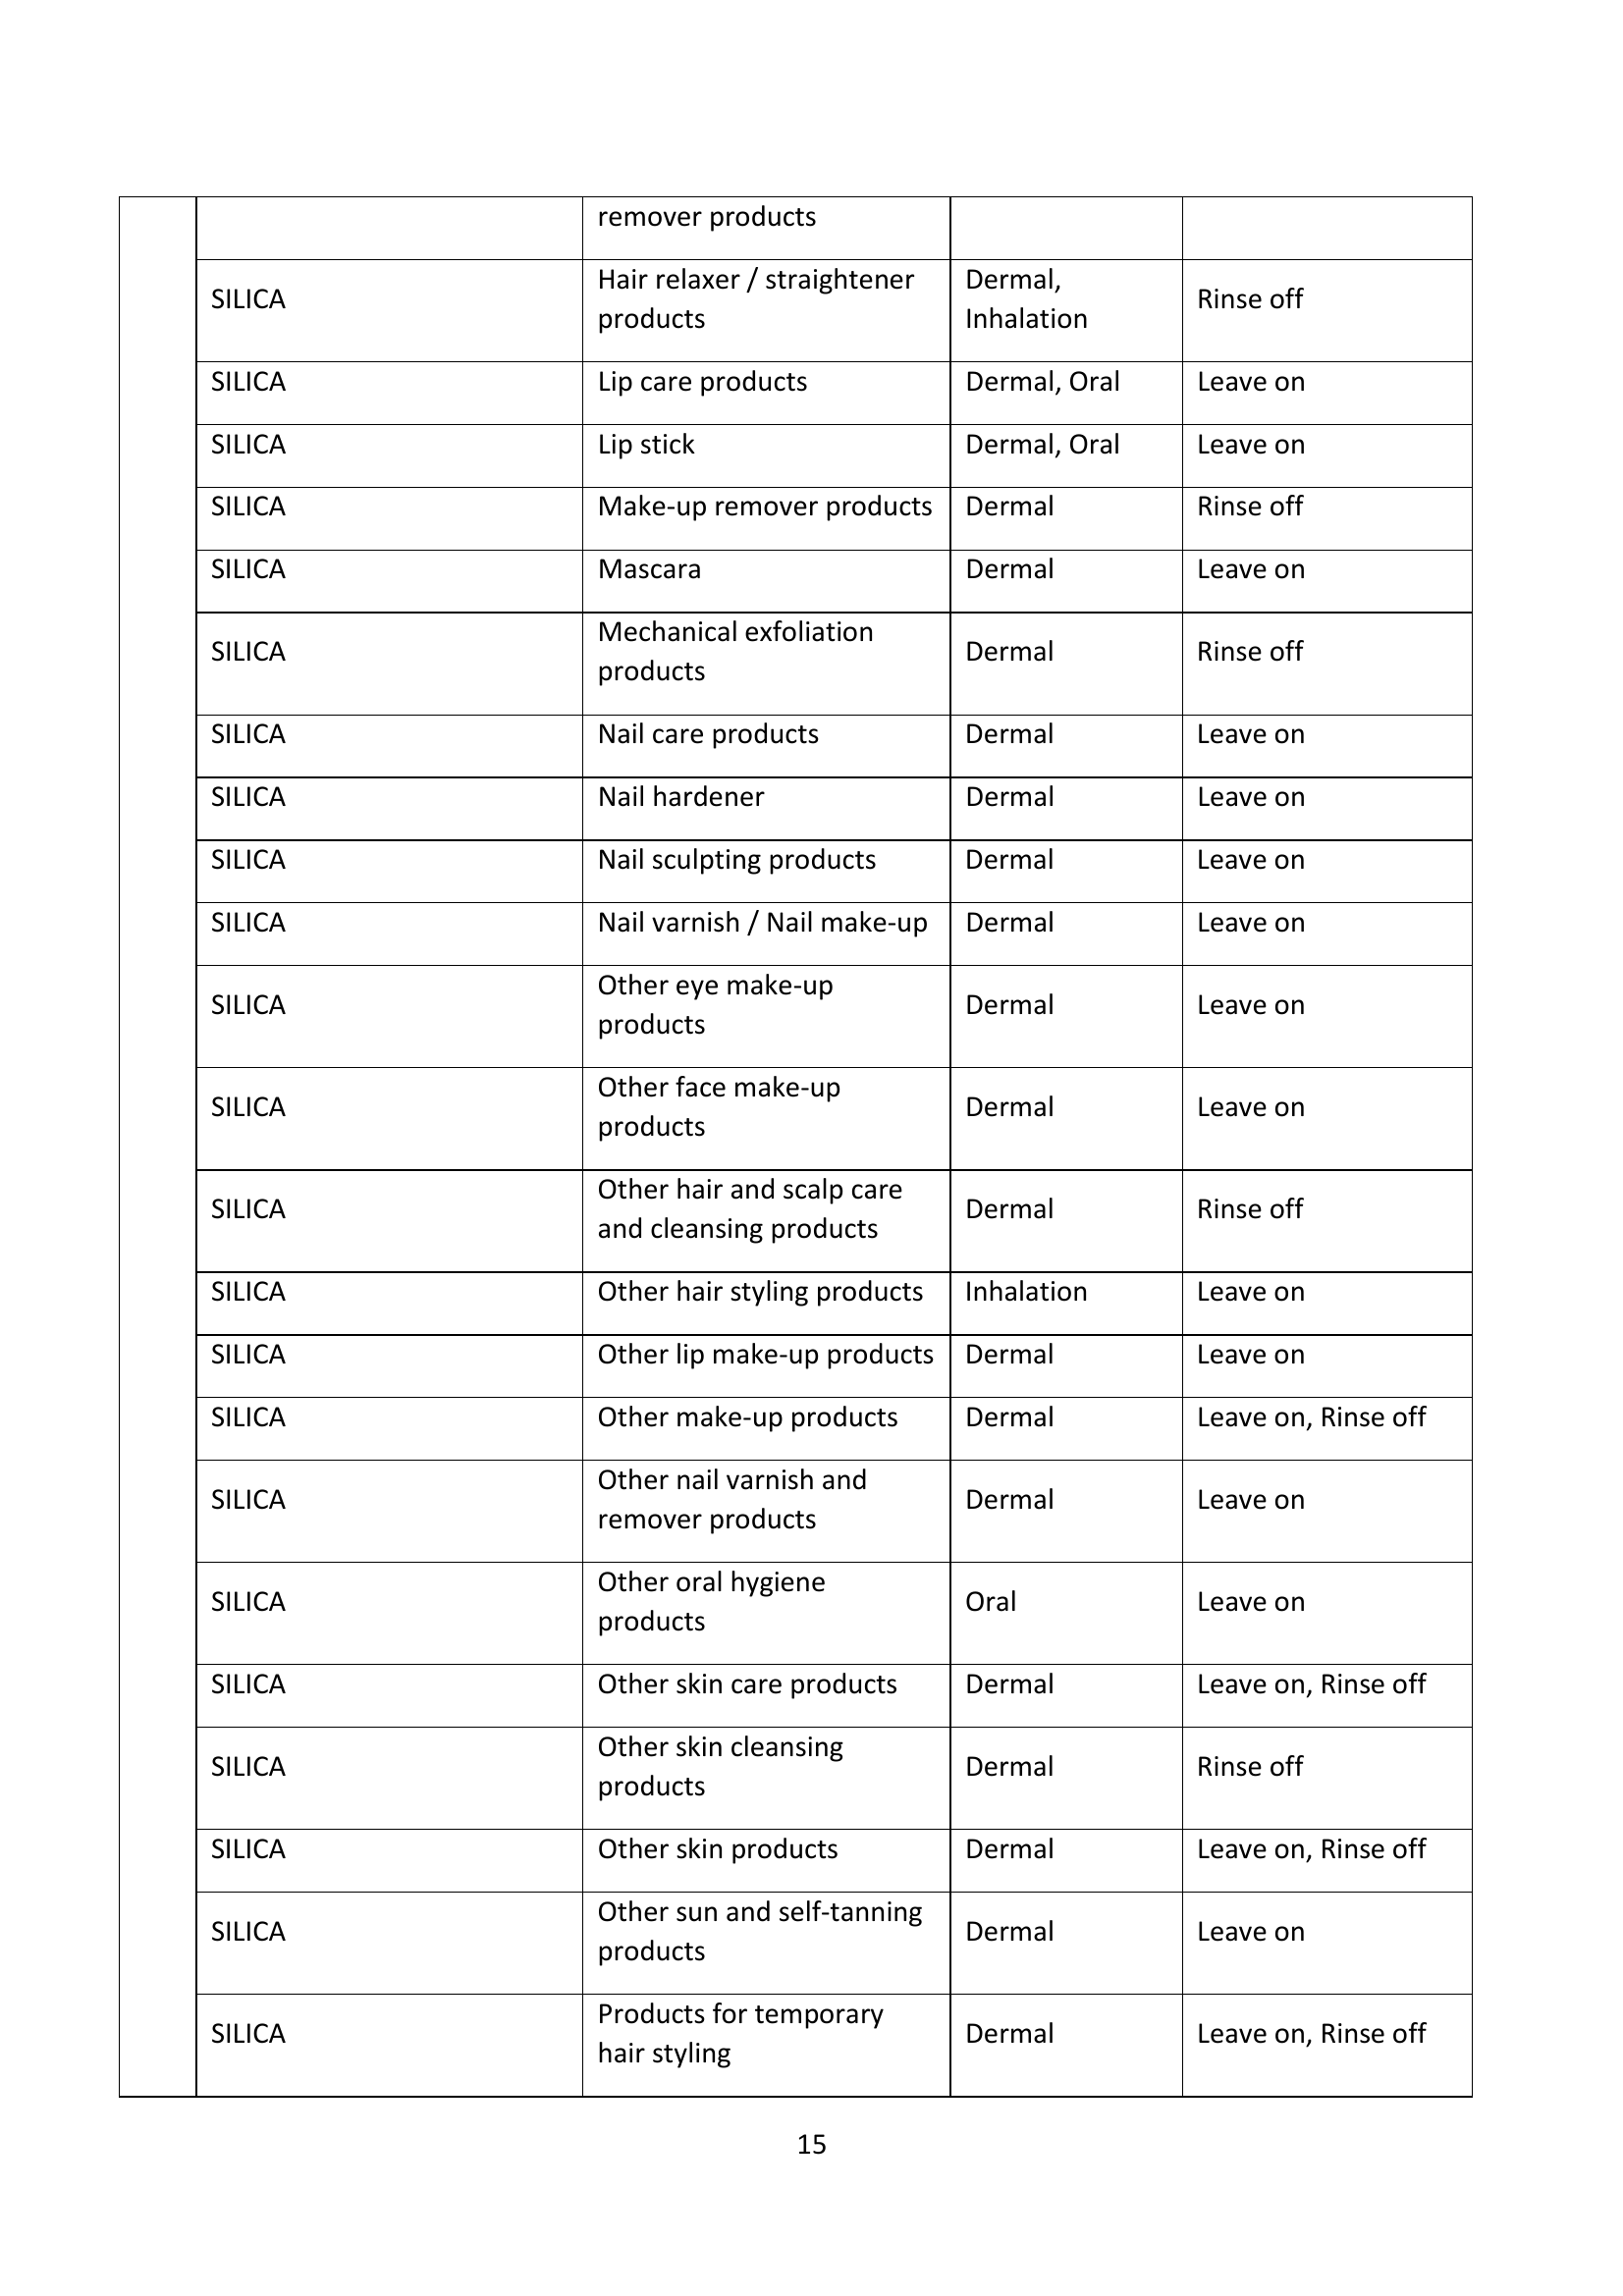 remover products
SILICA Hair relaxer / straightener Dermal, Rinse off
products Inhalation
SILICA Lip care products Dermal, Oral Leave on
SILICA Lip stick Dermal, Oral Leave on
SILICA Make-up remover products Dermal Rinse off
SILICA Mascara Dermal Leave on
SILICA Mechanical exfoliation Dermal Rinse off
products
SILICA Nail care products Dermal Leave on
SILICA Nail hardener Dermal Leave on
SILICA Nail sculpting products Dermal Leave on
SILICA Nail varnish / Nail make-up Dermal Leave on
SILICA Other eye make-up Dermal Leave on
products
SILICA Other face make-up Dermal Leave on
products
SILICA Other hair and scalp care Dermal Rinse off
and cleansing products
SILICA Other hair styling products Inhalation Leave on
SILICA Other lip make-up products Dermal Leave on
SILICA Other make-up products Dermal Leave on, Rinse off
SILICA Other nail varnish and Dermal Leave on
remover products
SILICA Other oral hygiene Oral Leave on
products
SILICA Other skin care products Dermal Leave on, Rinse off
SILICA Other skin cleansing Dermal Rinse off
products
SILICA Other skin products Dermal Leave on, Rinse off
SILICA Other sun and self-tanning Dermal Leave on
products
SILICA Products for temporary Dermal Leave on, Rinse off
hair styling
15